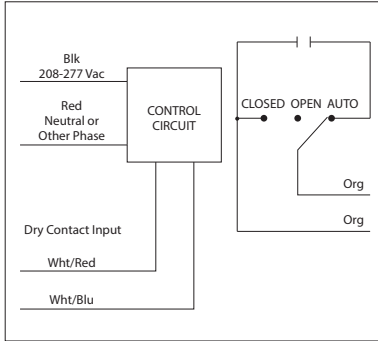 Blk
208-277 Vac
Red
Neutral or
Other Phase
CONTROL
CIRCUIT
CLOSED OPEN AUTO
Org
Org
Dry Contact Input
Wht/Red
Wht/Blu